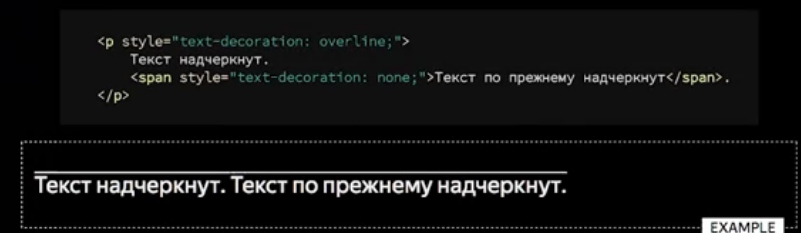 <p style="text-decoration: overline;">
Текст надчеркнут.
<span style="text-decoration: none;">Текст по прежнему надчеркнут</span>.
</p>
Текст надчеркнут. Текст по прежнему надчеркнут.
EXAMPLE